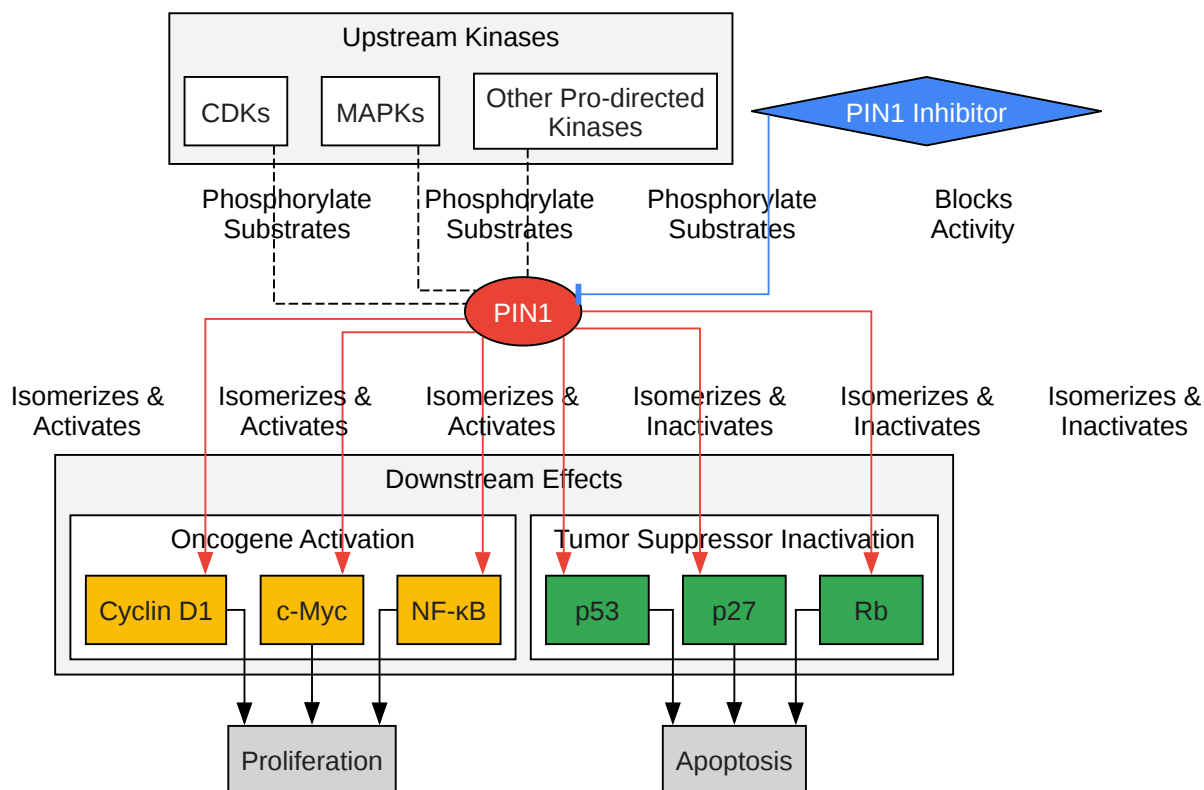 Upstream Kinases
CDKs
MAPKs
Other Pro-directed
Kinases
PIN1 Inhibitor
Phosphorylate
Substrates
Phosphorylate
Substrates
Phosphorylate
Substrates
Blocks
Activity
PIN1
Isomerizes &
Activates
Isomerizes &
Activates
Isomerizes &
Activates
Isomerizes &
Inactivates
Isomerizes &
Inactivates
Isomerizes &
Inactivates
Downstream Effects
Oncogene Activation
Tumor Suppressor Inactivation
Cyclin D1
c-Myc
NF-κB
p53
p27
Rb
Proliferation
Apoptosis